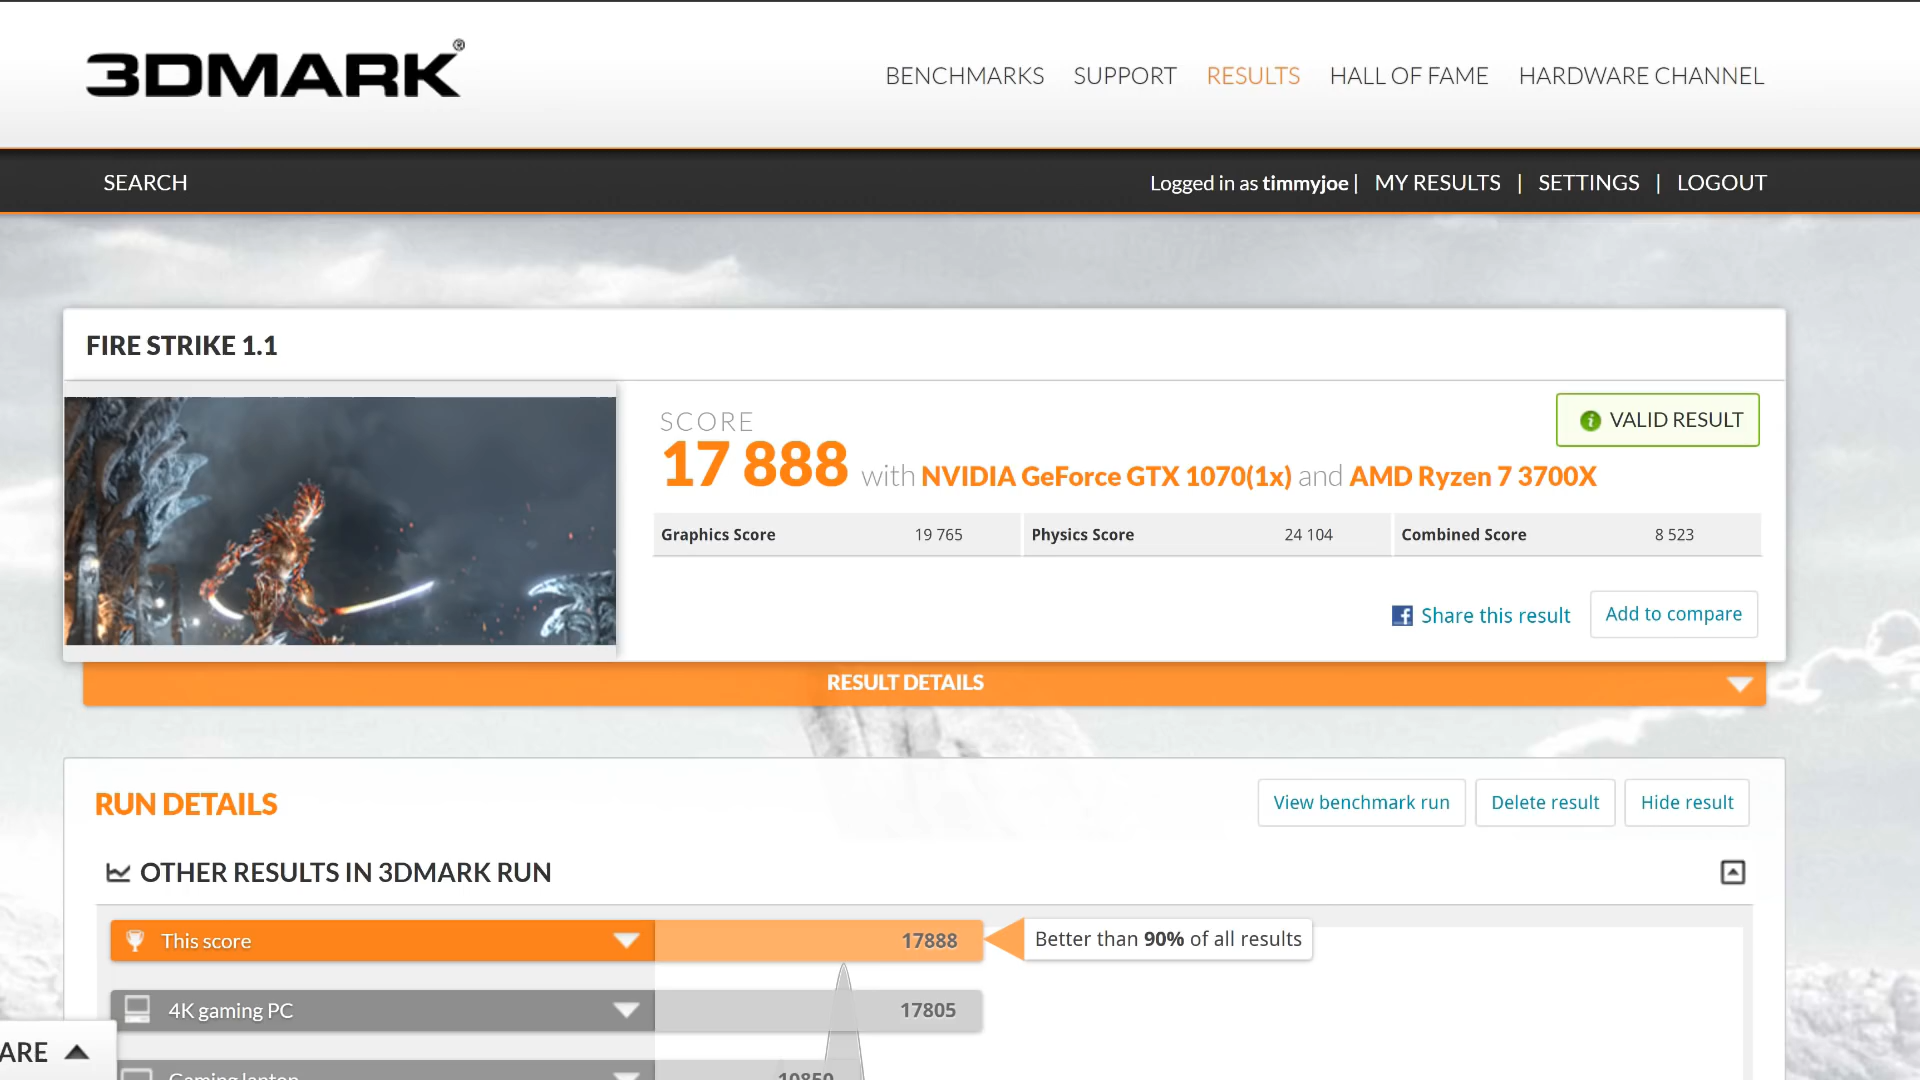 3DMARK®
BENCHMARKS SUPPORT RESULTS HALL OF FAME HARDWARE CHANNEL
SEARCH
Logged in as timmyjoe | MY RESULTS | SETTINGS | LOGOUT
FIRE STRIKE 1.1
SCORE
VALID RESULT
17 888 with NVIDIA GeForce GTX 1070(1x) and AMD Ryzen 7 3700X
Graphics Score 19 765 Physics Score 24 104 Combined Score 8 523
Share this result Add to compare
RESULT DETAILS
RUN DETAILS
View benchmark run Delete result Hide result
OTHER RESULTS IN 3DMARK RUN
This score 17888 Better than 90% of all results
4K gaming PC 17805
ARE
Gaming laptop 10850